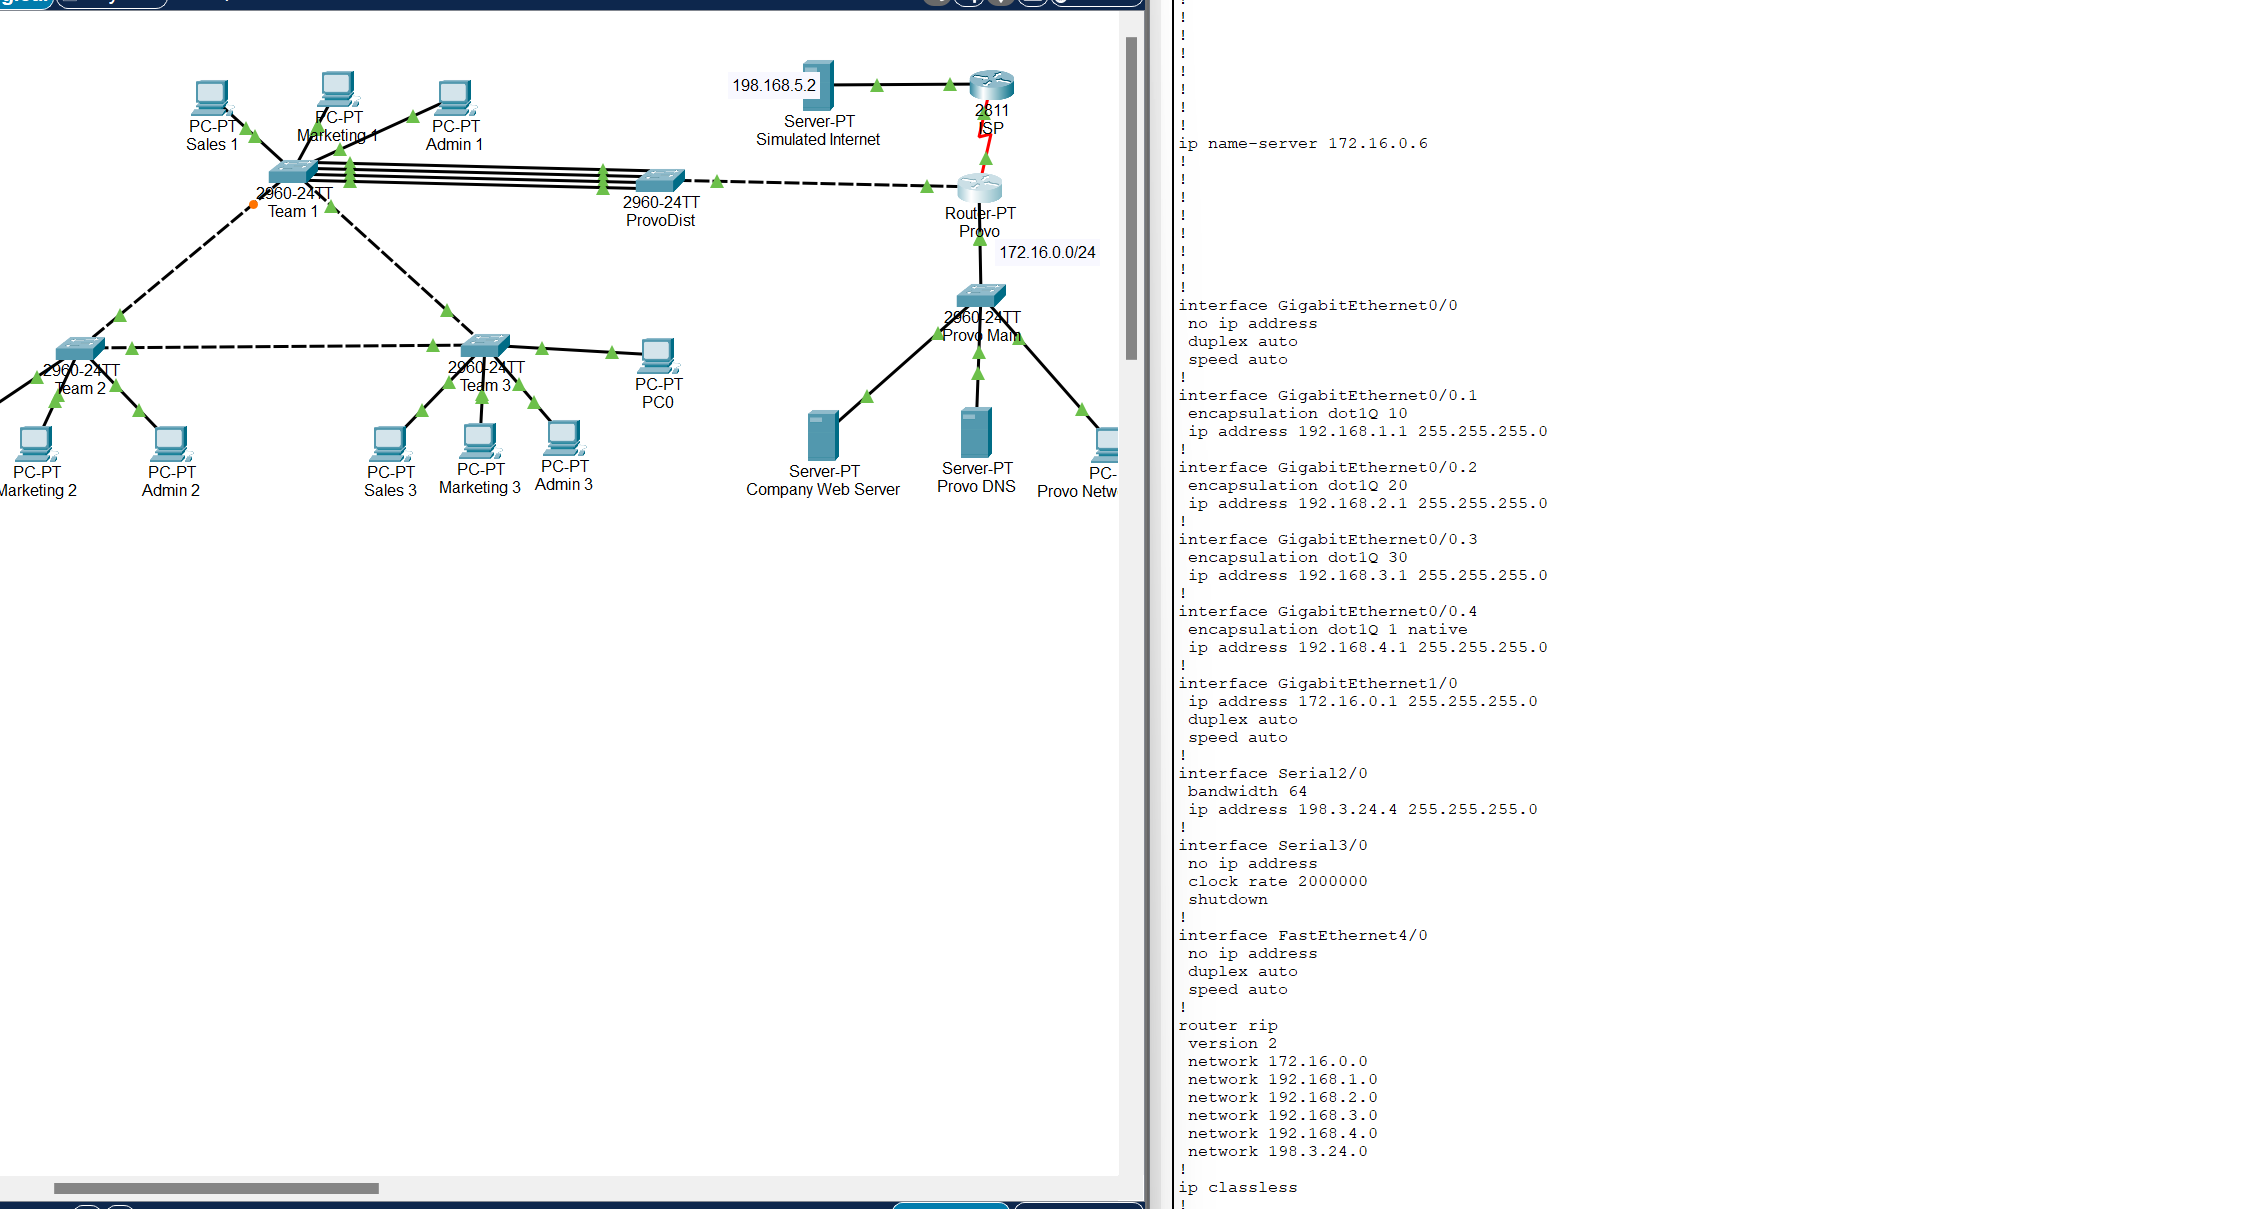 198.168.5.2
Server-PT
Simulated Internet
2811
ISP
PC-PT
Sales 1
PC-PT
Marketing 1
PC-PT
Admin 1
2960-24TT
Team 1
2960-24TT
ProvoDist
Router-PT
Provo
172.16.0.0/24
2960-24TT
Provo Main
2960-24TT
Team 2
2960-24TT
Team 3
PC-PT
PC0
PC-PT
Marketing 2
PC-PT
Admin 2
PC-PT
Sales 3
PC-PT
Marketing 3
PC-PT
Admin 3
Server-PT
Company Web Server
Server-PT
Provo DNS
PC-
Provo Netw
!
!
!
!
!
!
!
!
ip name-server 172.16.0.6
!
!
!
!
!
!
!
!
interface GigabitEthernet0/0
no ip address
duplex auto
speed auto
!
interface GigabitEthernet0/0.1
encapsulation dot1Q 10
ip address 192.168.1.1 255.255.255.0
!
interface GigabitEthernet0/0.2
encapsulation dot1Q 20
ip address 192.168.2.1 255.255.255.0
!
interface GigabitEthernet0/0.3
encapsulation dot1Q 30
ip address 192.168.3.1 255.255.255.0
!
interface GigabitEthernet0/0.4
encapsulation dot1Q 1 native
ip address 192.168.4.1 255.255.255.0
!
interface GigabitEthernet1/0
ip address 172.16.0.1 255.255.255.0
duplex auto
speed auto
!
interface Serial2/0
bandwidth 64
ip address 198.3.24.4 255.255.255.0
!
interface Serial3/0
no ip address
clock rate 2000000
shutdown
!
interface FastEthernet4/0
no ip address
duplex auto
speed auto
!
router rip
version 2
network 172.16.0.0
network 192.168.1.0
network 192.168.2.0
network 192.168.3.0
network 192.168.4.0
network 198.3.24.0
!
ip classless
!